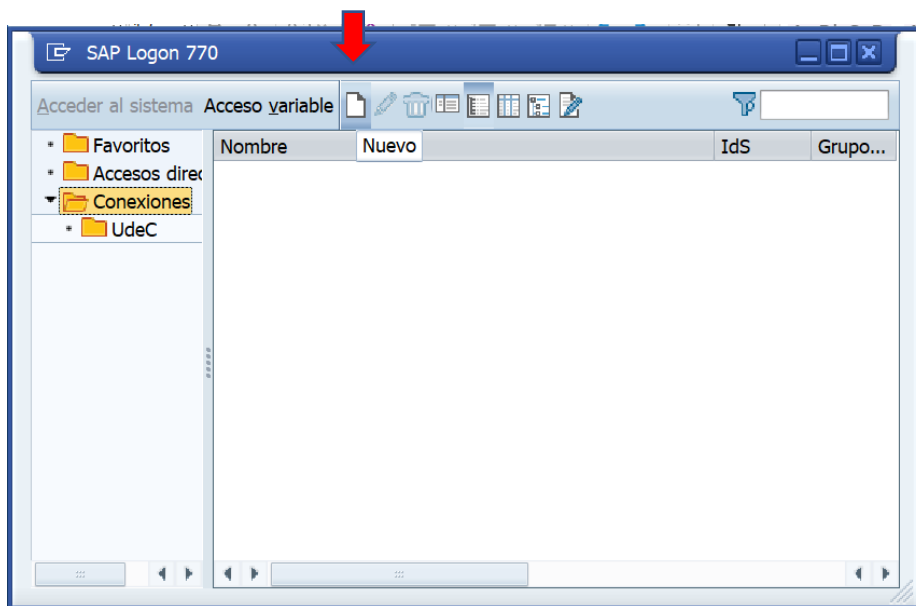 SAP Logon 770
Acceder al sistema Acceso variable
Favoritos
Nombre Nuevo IdS Grupo...
Accesos direc
Conexiones
UdeC